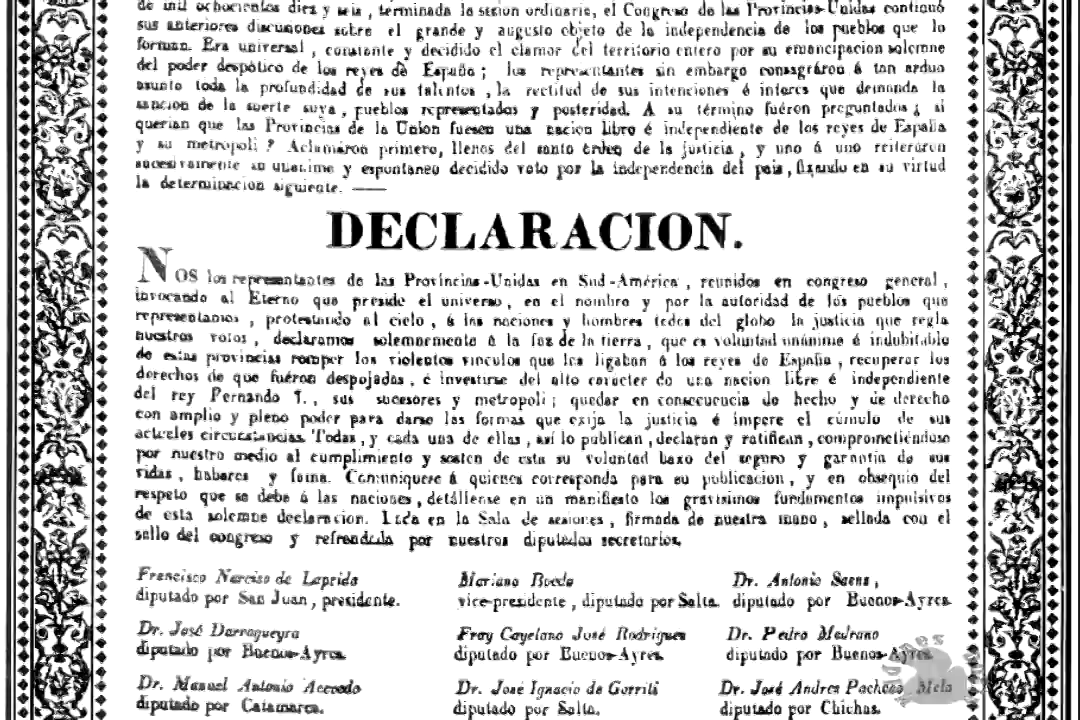 de mil ochocientos diez y seis, terminada la sesion ordinaria, el Congreso de las Provincias-Unidas continuó
sus anteriores discusiones sobre el grande y augusto objeto de la independencia de los pueblos que lo
forman. Era universal, constante y decidido el clamor del territorio entero por su emancipacion solemne
del poder despótico de los reyes de España; los representantes sin embargo consagráron á tan arduo
asunto toda la profundidad de sus talentos, la rectitud de sus intenciones é interes que demanda la
sancion de la suerte suya, pueblos representados y posteridad. A su término fuéron preguntados; si
querian que las Provincias de la Union fuesen una nacion libre é independiente de los reyes de España
y su metropoli? Aclamáron primero, llenos del santo órden de la justicia, y uno á uno reiteráron
sucesivamente su unanime y espontaneo decidido voto por la independencia del pais, fixando en su virtud
la determinacion siguiente. ——
DECLARACION.
NOS los representantes de las Provincias-Unidas en Sud-América, reunidos en congreso general,
invocando al Eterno que preside el universo, en el nombre y por la autoridad de los pueblos que
representamos, protestando al cielo, á las naciones y hombres todos del globo la justicia que regla
nuestros votos, declaramos solemnemente á la faz de la tierra, que es voluntad unánime é indubitable
de estas provincias romper los violentos vinculos que las ligaban á los reyes de España, recuperar los
derechos de que fuéron despojadas, é investirse del alto caracter de una nacion libre é independiente
del rey Fernando 7., sus sucesores y metropoli; quedar en consecuencia de hecho y de derecho
con amplio y pleno poder para darse las formas que exija la justicia é impere el cúmulo de sus
actuales circunstancias. Todas, y cada una de ellas, así lo publican, declaran y ratifican, comprometiéndose
por nuestro medio al cumplimiento y sosten de esta su voluntad baxo del seguro y garantia de sus
vidas, haberes y fama. Comuniquese á quienes corresponda para su publicacion, y en obsequio del
respeto que se debe á las naciones, detállense en un manifiesto los gravisimos fundamentos impulsivos
de esta solemne declaracion. Dada en la Sala de sesiones, firmada de nuestra mano, sellada con el
sello del congreso y refrendada por nuestros diputados secretarios.
Francisco Narciso de Laprida
diputado por San Juan, presidente.
Mariano Boedo
vice-presidente, diputado por Salta.
Dr. Antonio Saenz,
diputado por Buenos-Ayres.
Dr. José Darragueyra
diputado por Buenos-Ayres.
Fray Cayetano José Rodriguez
diputado por Buenos-Ayres.
Dr. Pedro Medrano
diputado por Buenos-Ayres.
Dr. Manuel Antonio Acevedo
diputado por Catamarca.
Dr. José Ignacio de Gorriti
diputado por Salta.
Dr. José Andres Pacheco Melo
diputado por Chichas.